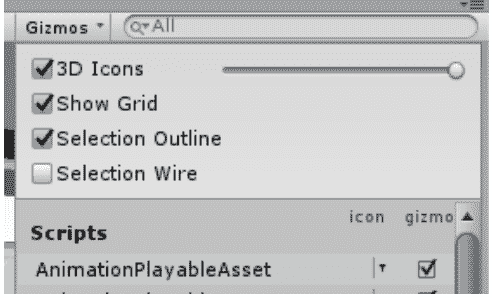 Gizmos All
3D Icons
Show Grid
Selection Outline
Selection Wire
icon gizmo
Scripts
AnimationPlayableAsset